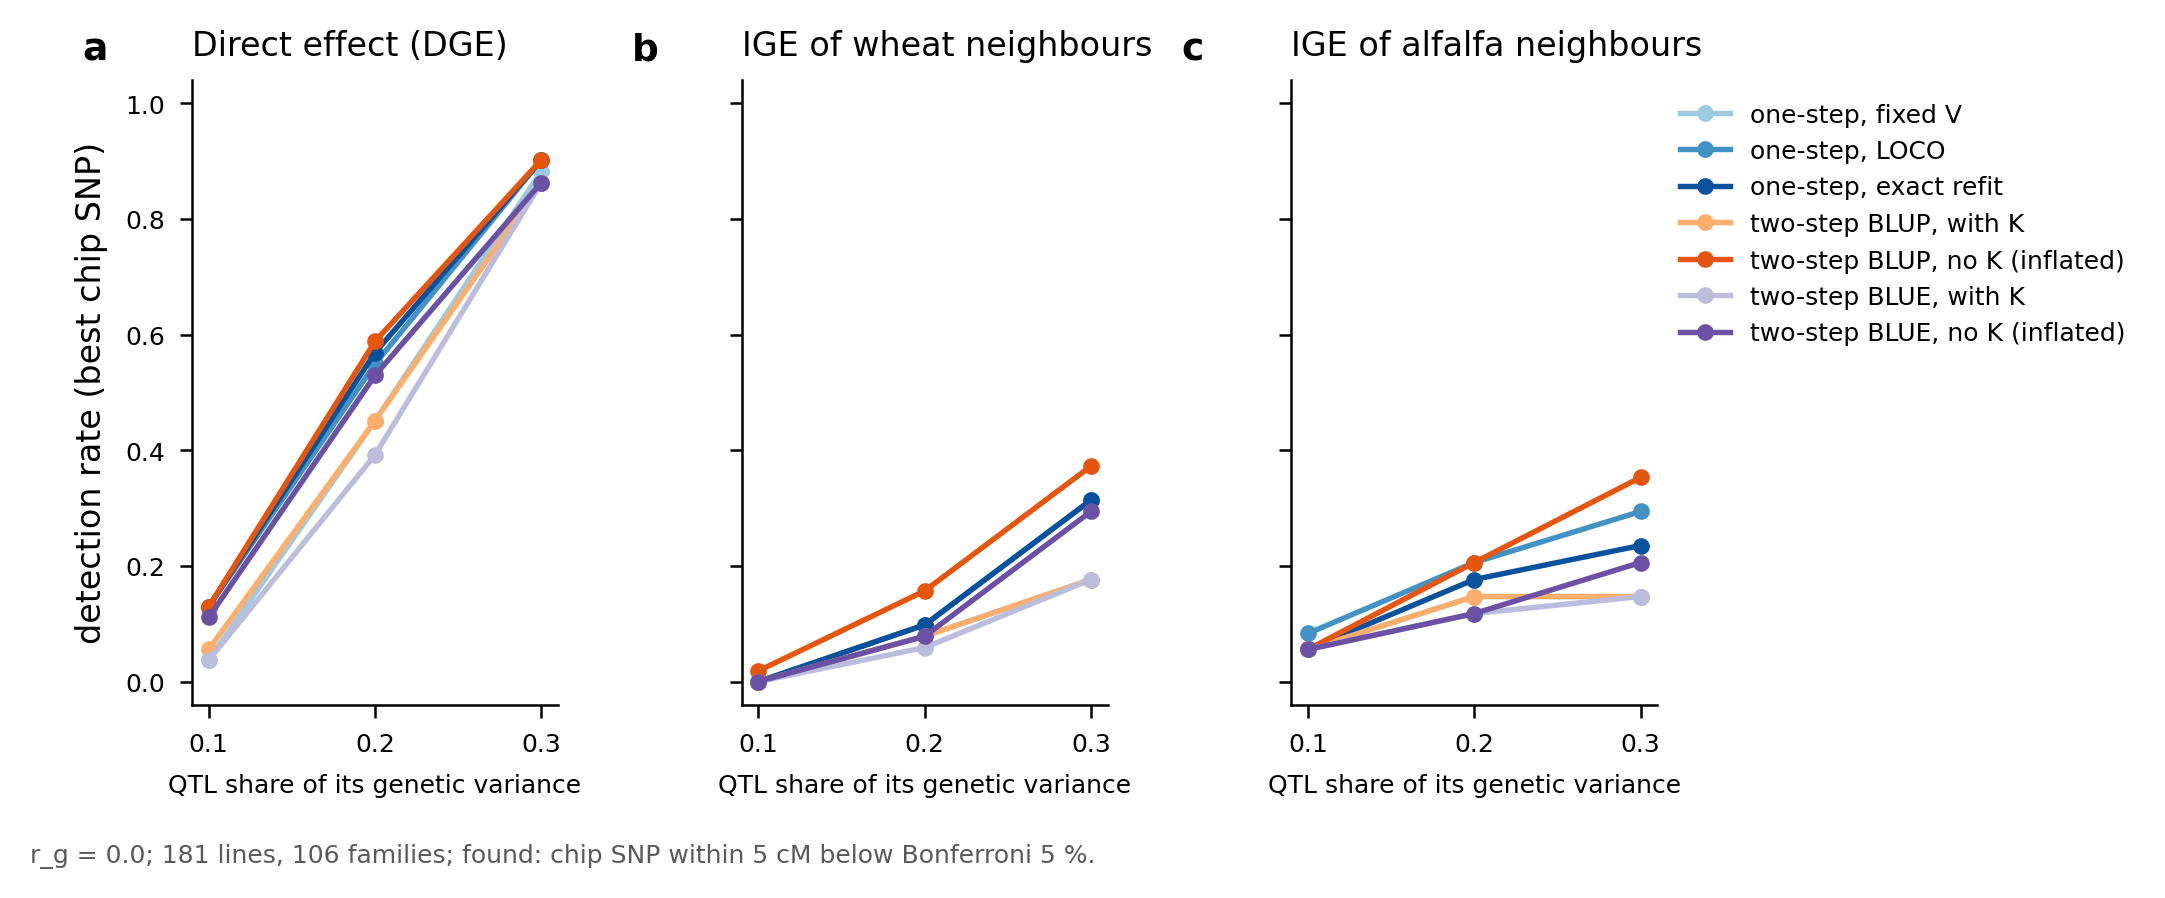 a
Direct effect (DGE)
b
IGE of wheat neighbours
c
IGE of alfalfa neighbours
detection rate (best chip SNP)
1.0
0.8
0.6
0.4
0.2
0.0
0.1 0.2 0.3
QTL share of its genetic variance
0.1 0.2 0.3
QTL share of its genetic variance
0.1 0.2 0.3
QTL share of its genetic variance
one-step, fixed V
one-step, LOCO
one-step, exact refit
two-step BLUP, with K
two-step BLUP, no K (inflated)
two-step BLUE, with K
two-step BLUE, no K (inflated)
r_g = 0.0; 181 lines, 106 families; found: chip SNP within 5 cM below Bonferroni 5 %.